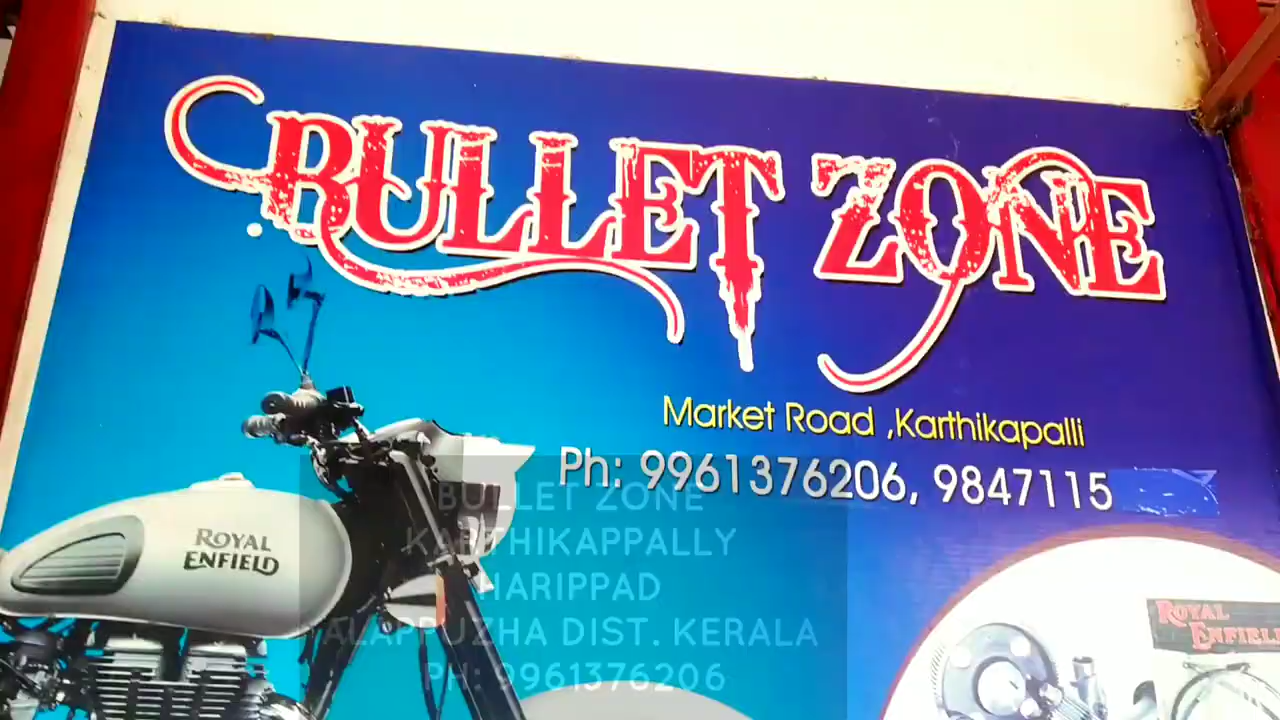 BULLET ZONE
Market Road ,Karthikapalli
Ph: 9961376206, 9847115
BULLET ZONE
KARTHIKAPPALLY
HARIPPAD
ALAPPUZHA DIST. KERALA
PH: 9961376206
ROYAL
ENFIELD
ROYAL
ENFIELD